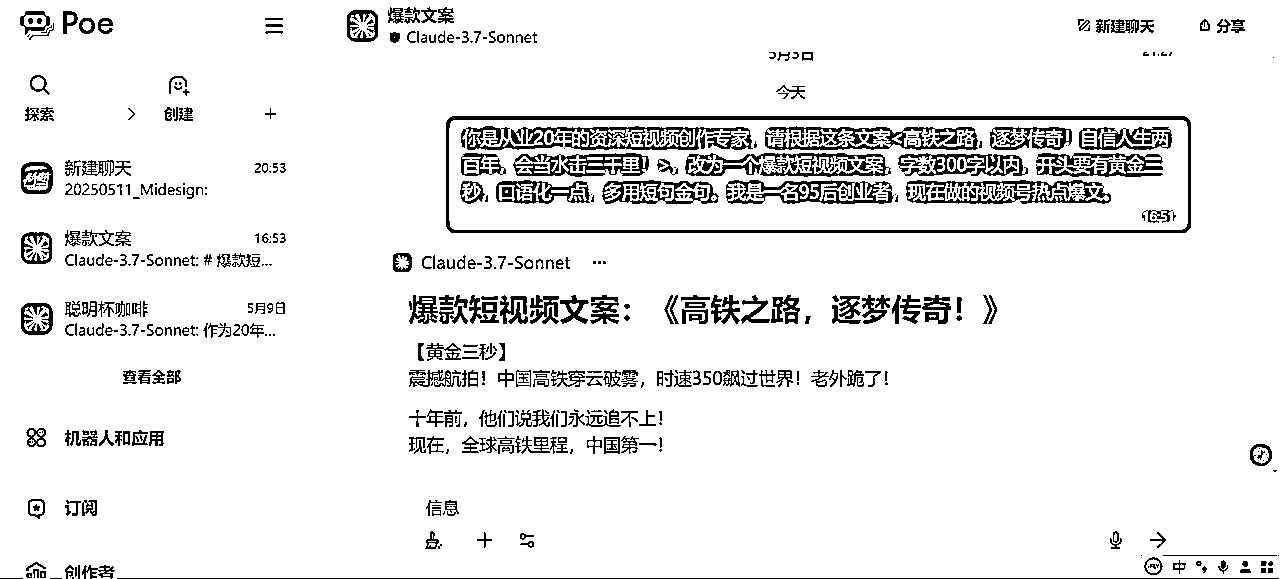 Poe
探索
创建
新建聊天
20:53
20250511_Midesign:
爆款文案
16:53
Claude-3.7-Sonnet: # 爆款短...
聪明杯咖啡
5月9日
Claude-3.7-Sonnet: 作为20年...
查看全部
机器人和应用
订阅
创作者
爆款文案
Claude-3.7-Sonnet
新建聊天
分享
今天
你是从业20年的资深短视频创作专家，请根据这条文案<高铁之路，逐梦传奇！自信人生两
百年，会当水击三千里！>，改为一个爆款短视频文案，字数300字以内，开头要有黄金三
秒，口语化一点，多用短句金句。我是一名95后创业者，现在做的视频号热点爆文。
16:51
Claude-3.7-Sonnet ···
爆款短视频文案：《高铁之路，逐梦传奇！》
【黄金三秒】
震撼航拍！中国高铁穿云破雾，时速350飙过世界！老外跪了！
十年前，他们说我们永远追不上！
现在，全球高铁里程，中国第一！
信息
中